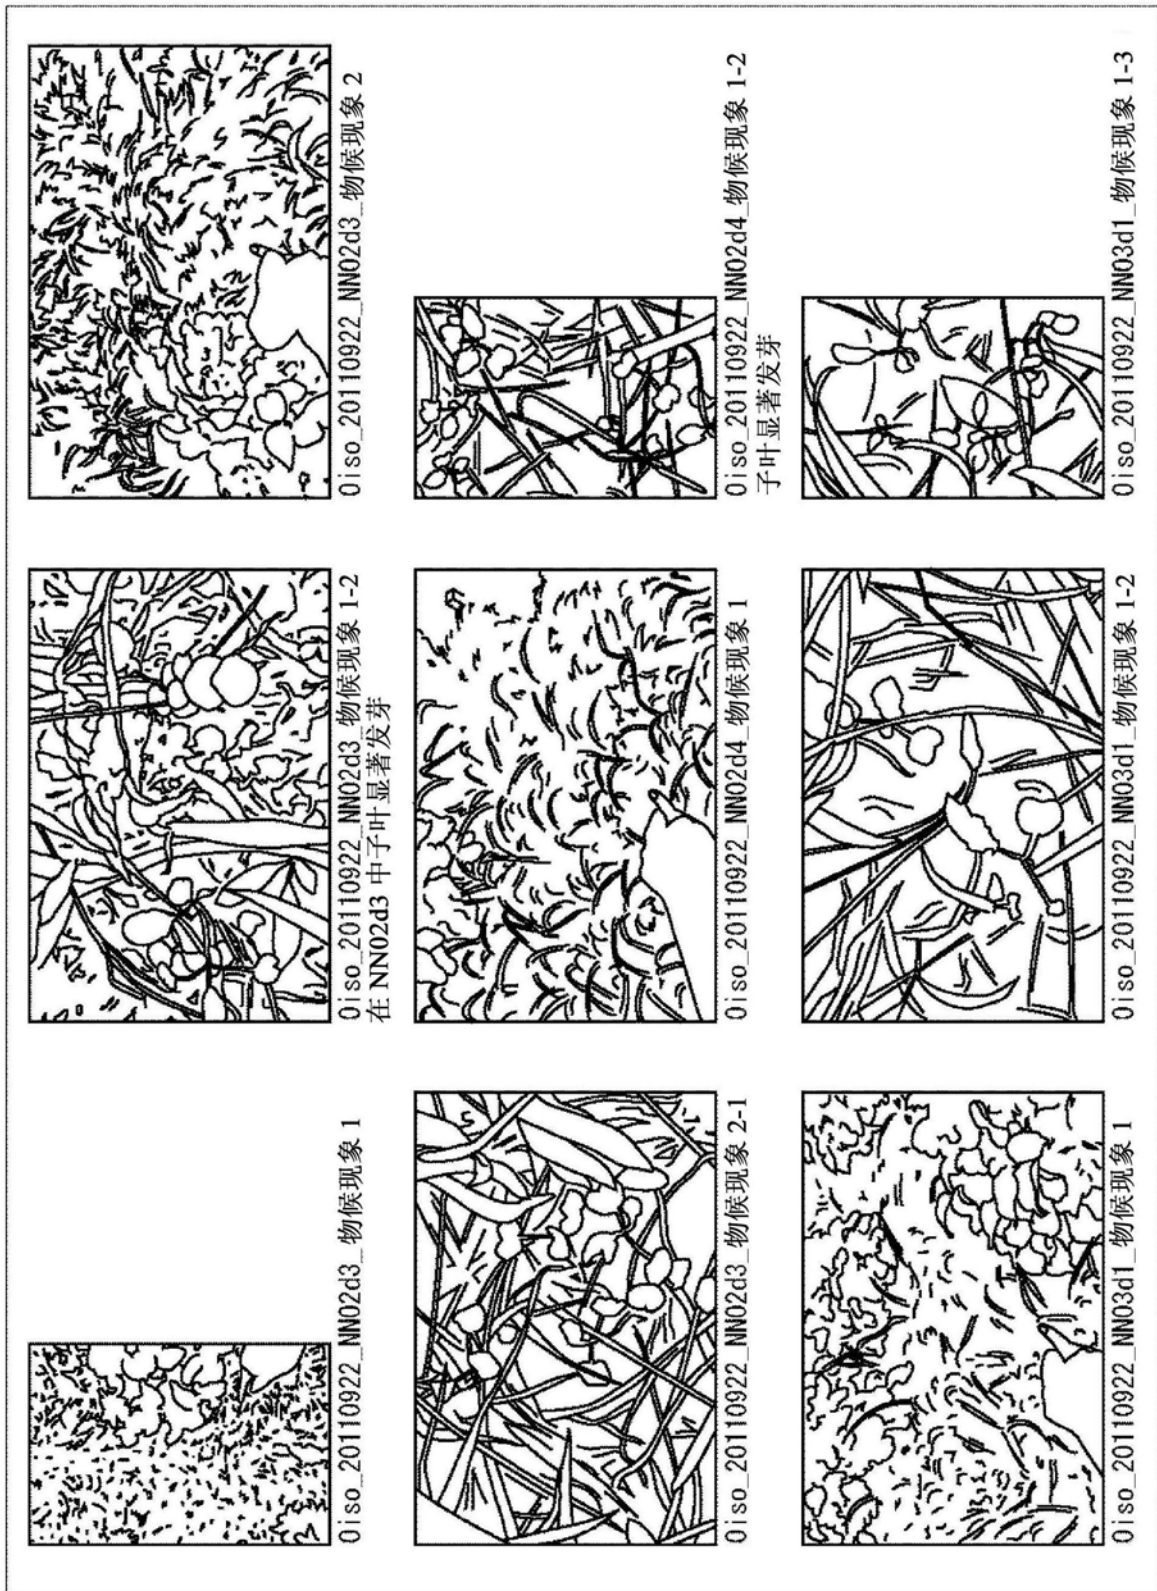 Oiso_20110922_NN02d3_物候现象 1
Oiso_20110922_NN02d3_物候现象 1-2
在 NN02d3 中子叶显著发芽
Oiso_20110922_NN02d3_物候现象 2
Oiso_20110922_NN02d3_物候现象 2-1
Oiso_20110922_NN02d4_物候现象 1
Oiso_20110922_NN02d4_物候现象 1-2
子叶显著发芽
Oiso_20110922_NN03d1_物候现象 1
Oiso_20110922_NN03d1_物候现象 1-2
Oiso_20110922_NN03d1_物候现象 1-3